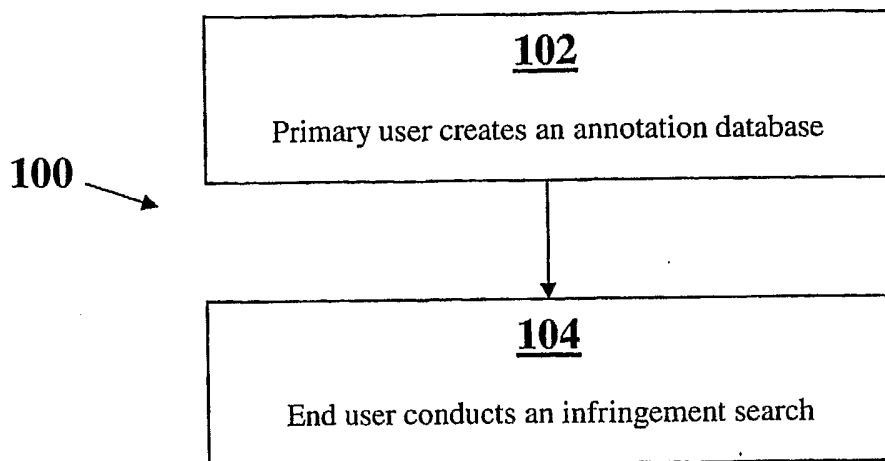 102
Primary user creates an annotation database
100
104
End user conducts an infringement search